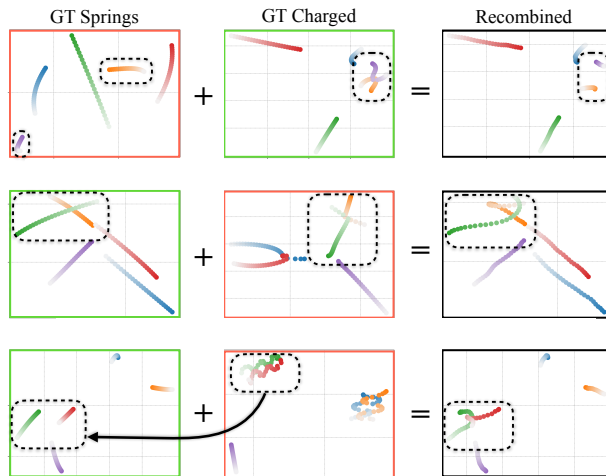 GT Springs GT Charged Recombined
+ =
+ =
+ =